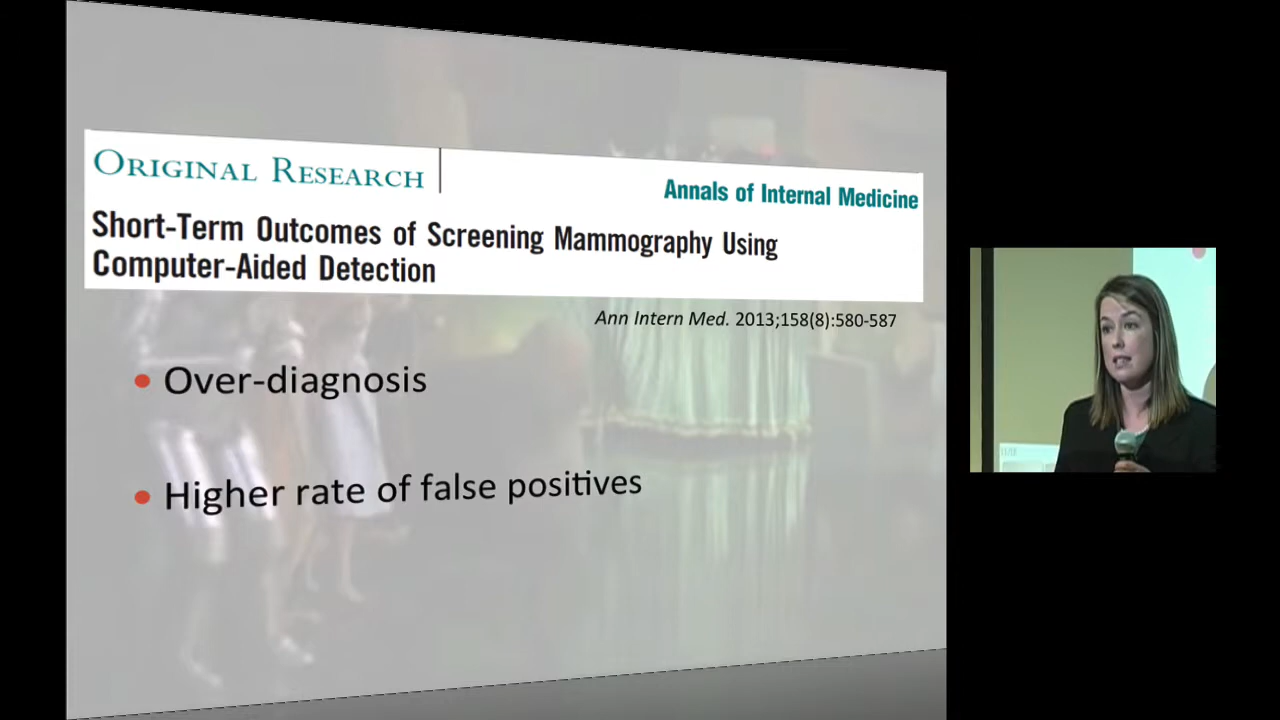 ORIGINAL RESEARCH
Annals of Internal Medicine
Short-Term Outcomes of Screening Mammography Using
Computer-Aided Detection
Ann Intern Med. 2013;158(8):580-587
• Over-diagnosis
• Higher rate of false positives